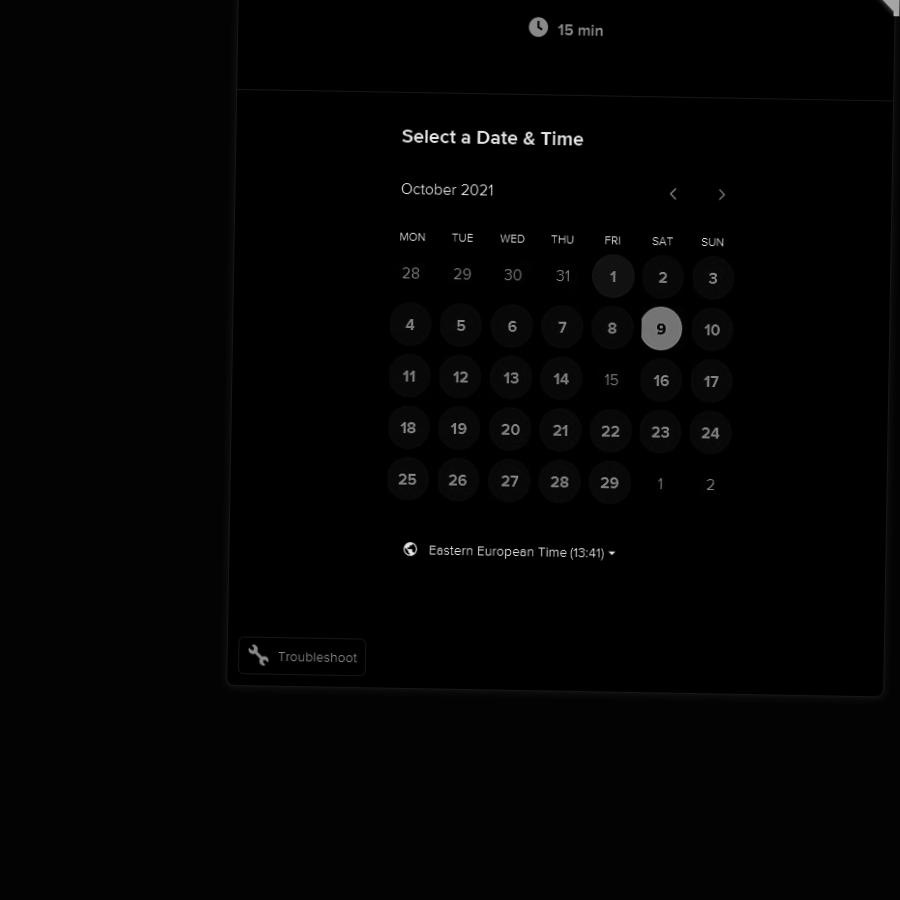 15 min
Select a Date & Time
October 2021
MON TUE WED THU FRI SAT SUN
28 29 30 31 1 2 3
4 5 6 7 8 9 10
11 12 13 14 15 16 17
18 19 20 21 22 23 24
25 26 27 28 29 1 2
Eastern European Time (13:41)
Troubleshoot